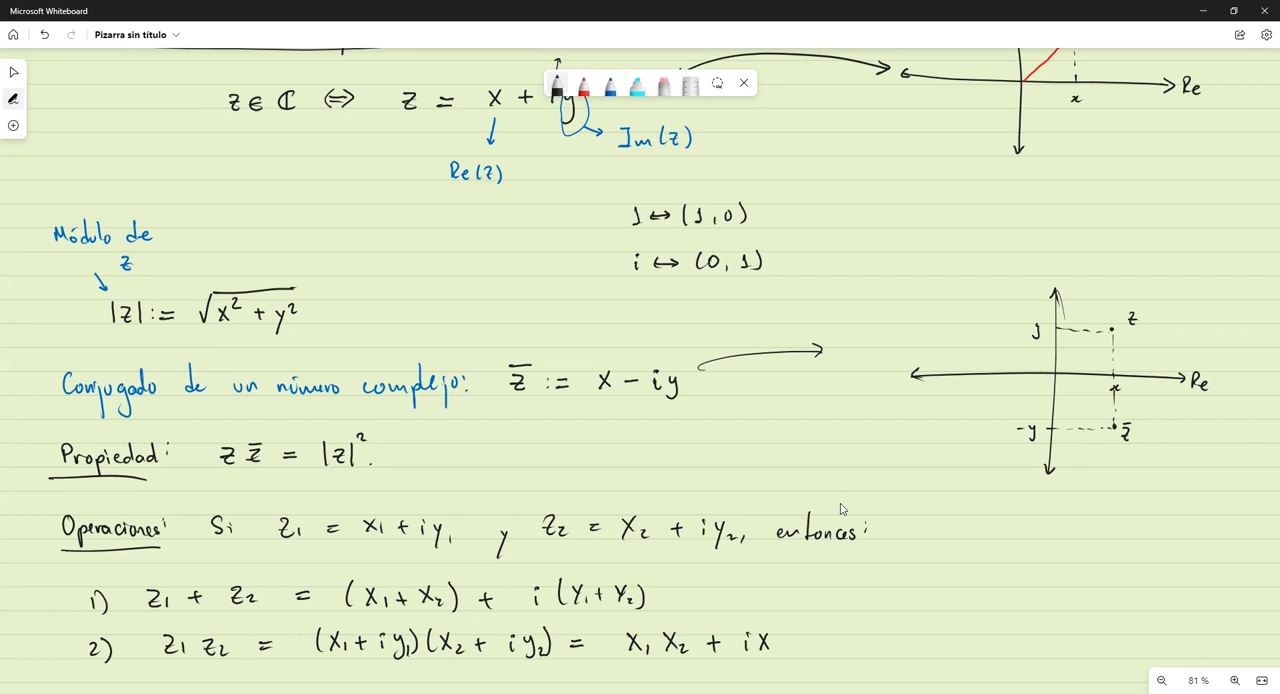 Microsoft Whiteboard
Pizarra sin título
z ∈ ℂ ⟺ z = x + iy
Im(z)
Re(z)
Re
x
1 ↔ (1,0)
i ↔ (0,1)
Módulo de
z
|z| := √(x² + y²)
Conjugado de un número complejo: z̄ := x - iy
y
z
x
Re
-y
z̄
Propiedad: z z̄ = |z|².
Operaciones: Si z₁ = x₁ + iy₁ y z₂ = x₂ + iy₂, entonces:
1) z₁ + z₂ = (x₁ + x₂) + i(y₁ + y₂)
2) z₁ z₂ = (x₁ + iy₁)(x₂ + iy₂) = x₁x₂ + ix
81 %